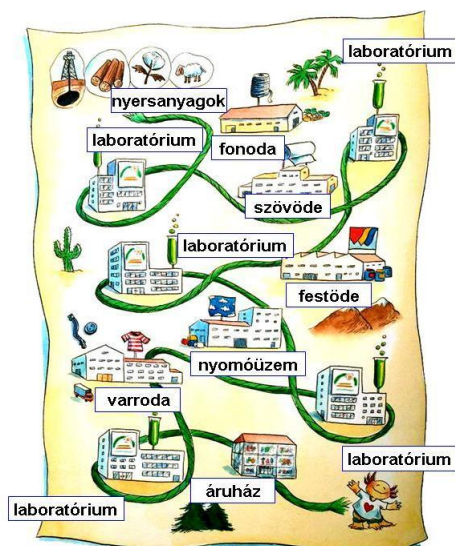 laboratórium
nyersanyagok
laboratórium
fonoda
szövöde
laboratórium
festöde
nyomóüzem
varroda
laboratórium
áruház
laboratórium